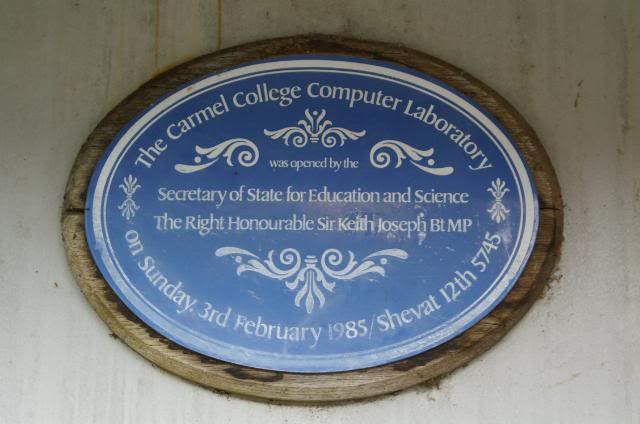 The Carmel College Computer Laboratory
was opened by the
Secretary of State for Education and Science
The Right Honourable Sir Keith Joseph Bt MP
on Sunday, 3rd February 1985/Shevat 12th 5745